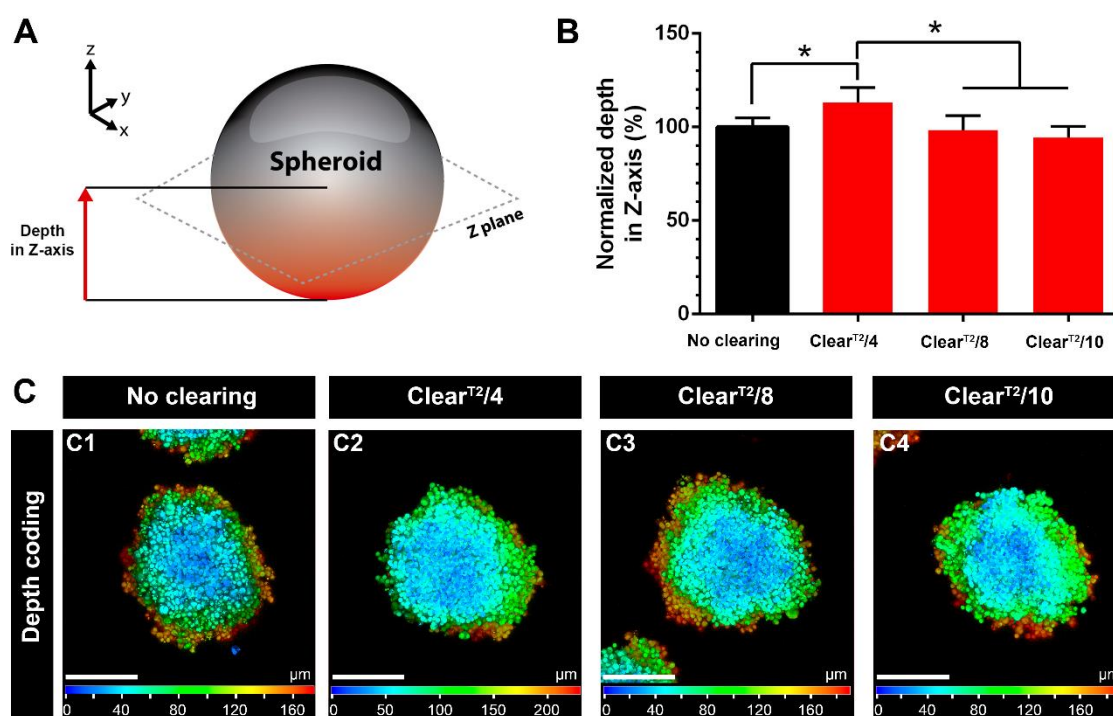 A
z
y
x
Spheroid
Depth
in Z-axis
Z plane
B
Normalized depth
in Z-axis (%)
150
100
50
0
*
*
No clearing
Clear^T2/4
Clear^T2/8
Clear^T2/10
C
No clearing
Clear^T2/4
Clear^T2/8
Clear^T2/10
Depth coding
C1
C2
C3
C4
µm
µm
µm
µm
0 40 80 120 160
0 50 100 150 200
0 40 80 120 160
0 40 80 120 160